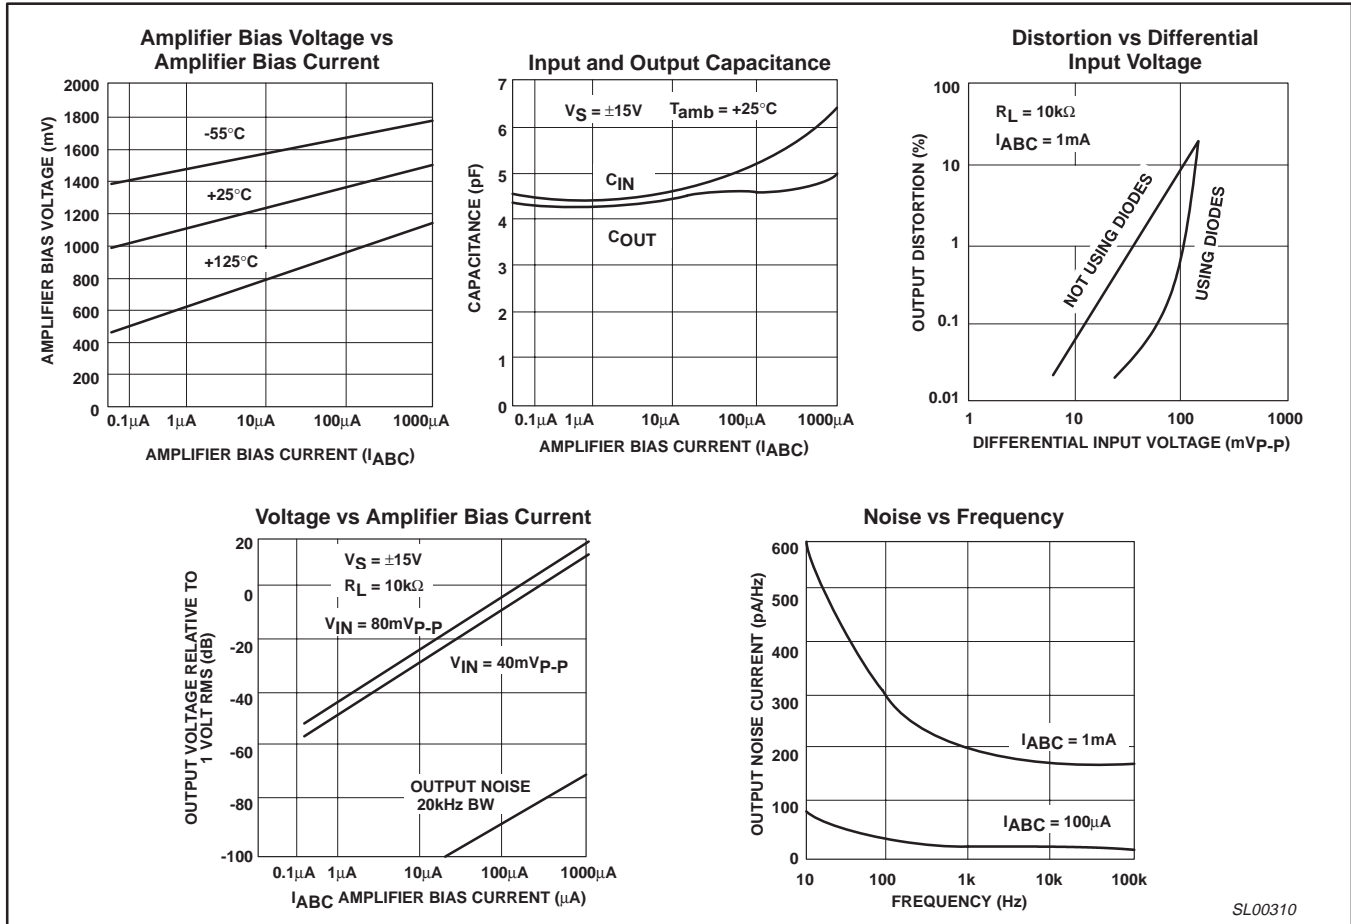 Amplifier Bias Voltage vs
Amplifier Bias Current
AMPLIFIER BIAS VOLTAGE (mV)
2000
1800
1600
1400
1200
1000
800
600
400
200
0
-55°C
+25°C
+125°C
0.1µA 1µA 10µA 100µA 1000µA
AMPLIFIER BIAS CURRENT (IABC)
Input and Output Capacitance
CAPACITANCE (pF)
7
6
5
4
3
2
1
0
VS = ±15V Tamb = +25°C
CIN
COUT
0.1µA 1µA 10µA 100µA 1000µA
AMPLIFIER BIAS CURRENT (IABC)
Distortion vs Differential
Input Voltage
OUTPUT DISTORTION (%)
100
10
1
0.1
0.01
RL = 10kΩ
IABC = 1mA
NOT USING DIODES
USING DIODES
1 10 100 1000
DIFFERENTIAL INPUT VOLTAGE (mVP-P)
Voltage vs Amplifier Bias Current
OUTPUT VOLTAGE RELATIVE TO
1 VOLT RMS (dB)
20
0
-20
-40
-60
-80
-100
VS = ±15V
RL = 10kΩ
VIN = 80mVP-P
VIN = 40mVP-P
OUTPUT NOISE
20kHz BW
0.1µA 1µA 10µA 100µA 1000µA
IABC AMPLIFIER BIAS CURRENT (µA)
Noise vs Frequency
OUTPUT NOISE CURRENT (pA/Hz)
600
500
400
300
200
100
0
IABC = 1mA
IABC = 100µA
10 100 1k 10k 100k
FREQUENCY (Hz)
SL00310